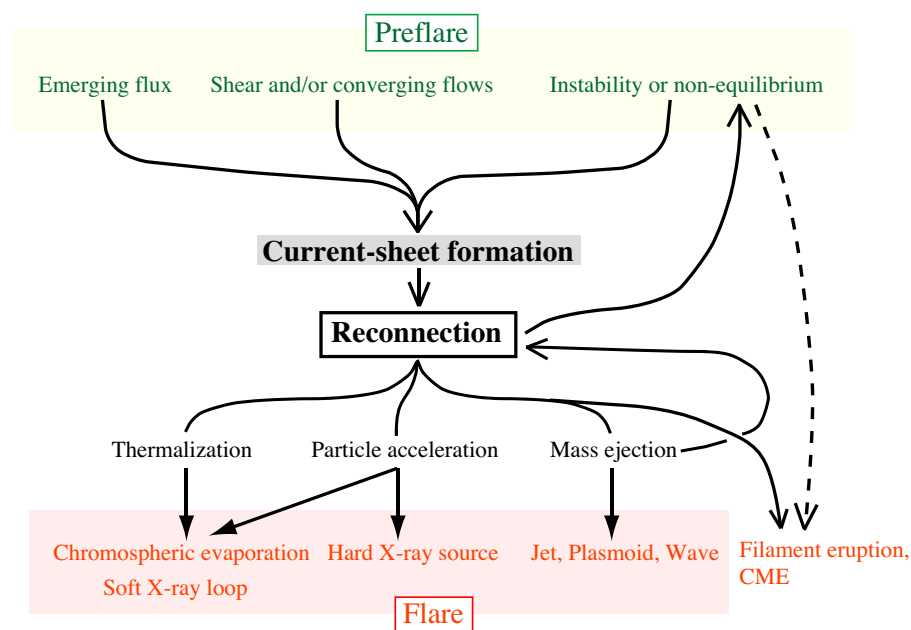 Preflare
Emerging flux
Shear and/or converging flows
Instability or non-equilibrium
Current-sheet formation
Reconnection
Thermalization
Particle acceleration
Mass ejection
Chromospheric evaporation
Soft X-ray loop
Hard X-ray source
Jet, Plasmoid, Wave
Filament eruption,
CME
Flare